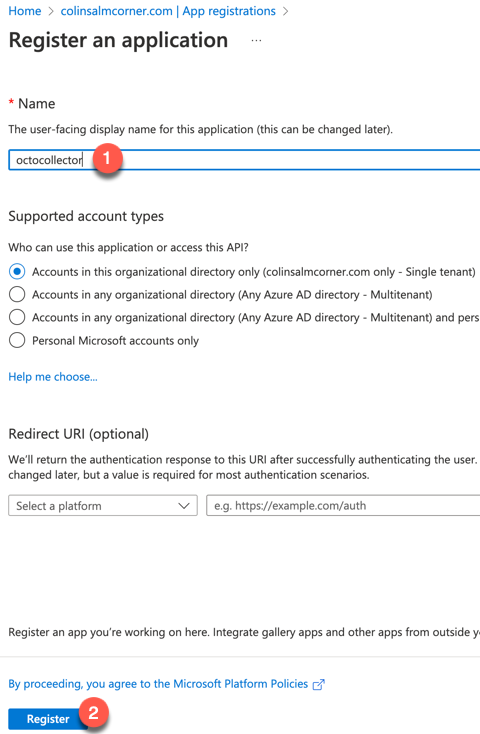 Home > colinsalmcorner.com | App registrations >
Register an application ...
* Name
The user-facing display name for this application (this can be changed later).
octocollector
1
Supported account types
Who can use this application or access this API?
Accounts in this organizational directory only (colinsalmcorner.com only - Single tenant)
Accounts in any organizational directory (Any Azure AD directory - Multitenant)
Accounts in any organizational directory (Any Azure AD directory - Multitenant) and pers
Personal Microsoft accounts only
Help me choose...
Redirect URI (optional)
We'll return the authentication response to this URI after successfully authenticating the user.
changed later, but a value is required for most authentication scenarios.
Select a platform
e.g. https://example.com/auth
Register an app you're working on here. Integrate gallery apps and other apps from outside y
By proceeding, you agree to the Microsoft Platform Policies
Register
2